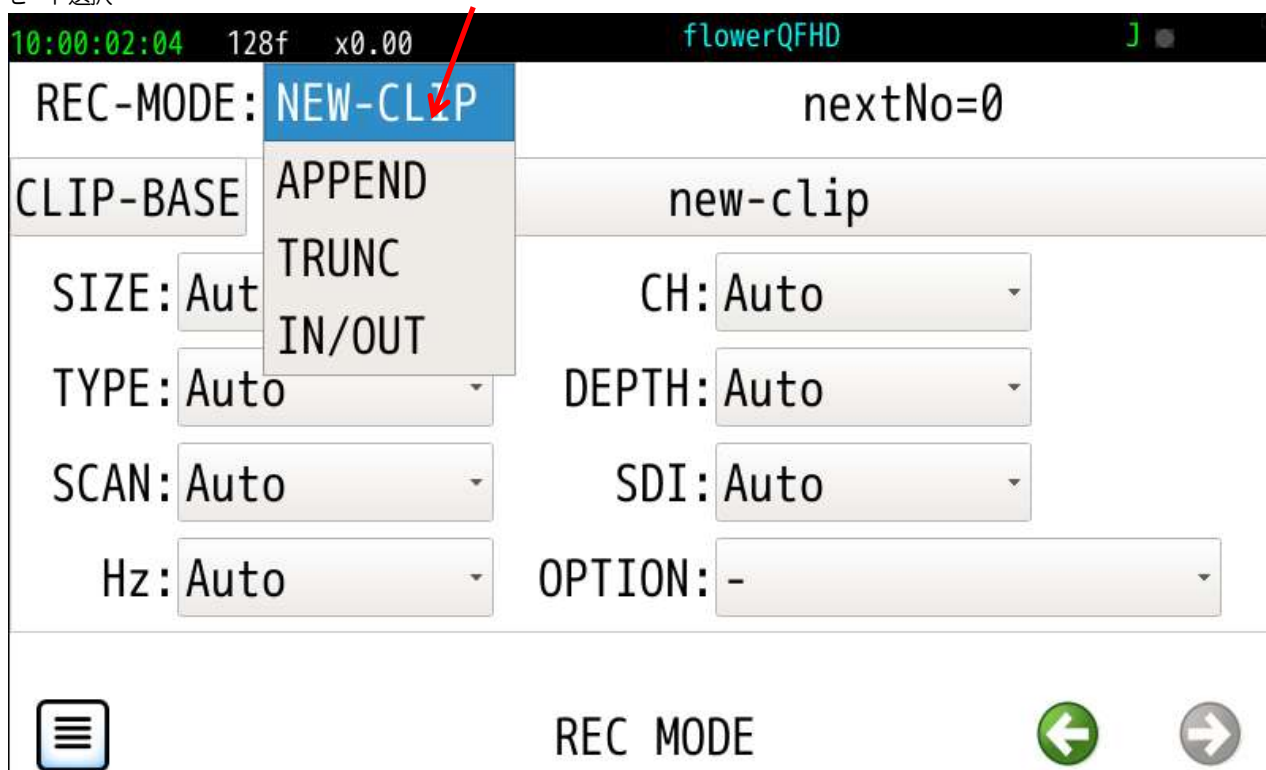 10:00:02:04 128f x0.00 flowerQFHD J
REC-MODE: NEW-CLIP nextNo=0
APPEND
CLIP-BASE new-clip
TRUNC
SIZE: Aut CH: Auto
IN/OUT
TYPE: Auto DEPTH: Auto
SCAN: Auto SDI: Auto
Hz: Auto OPTION: -
REC MODE